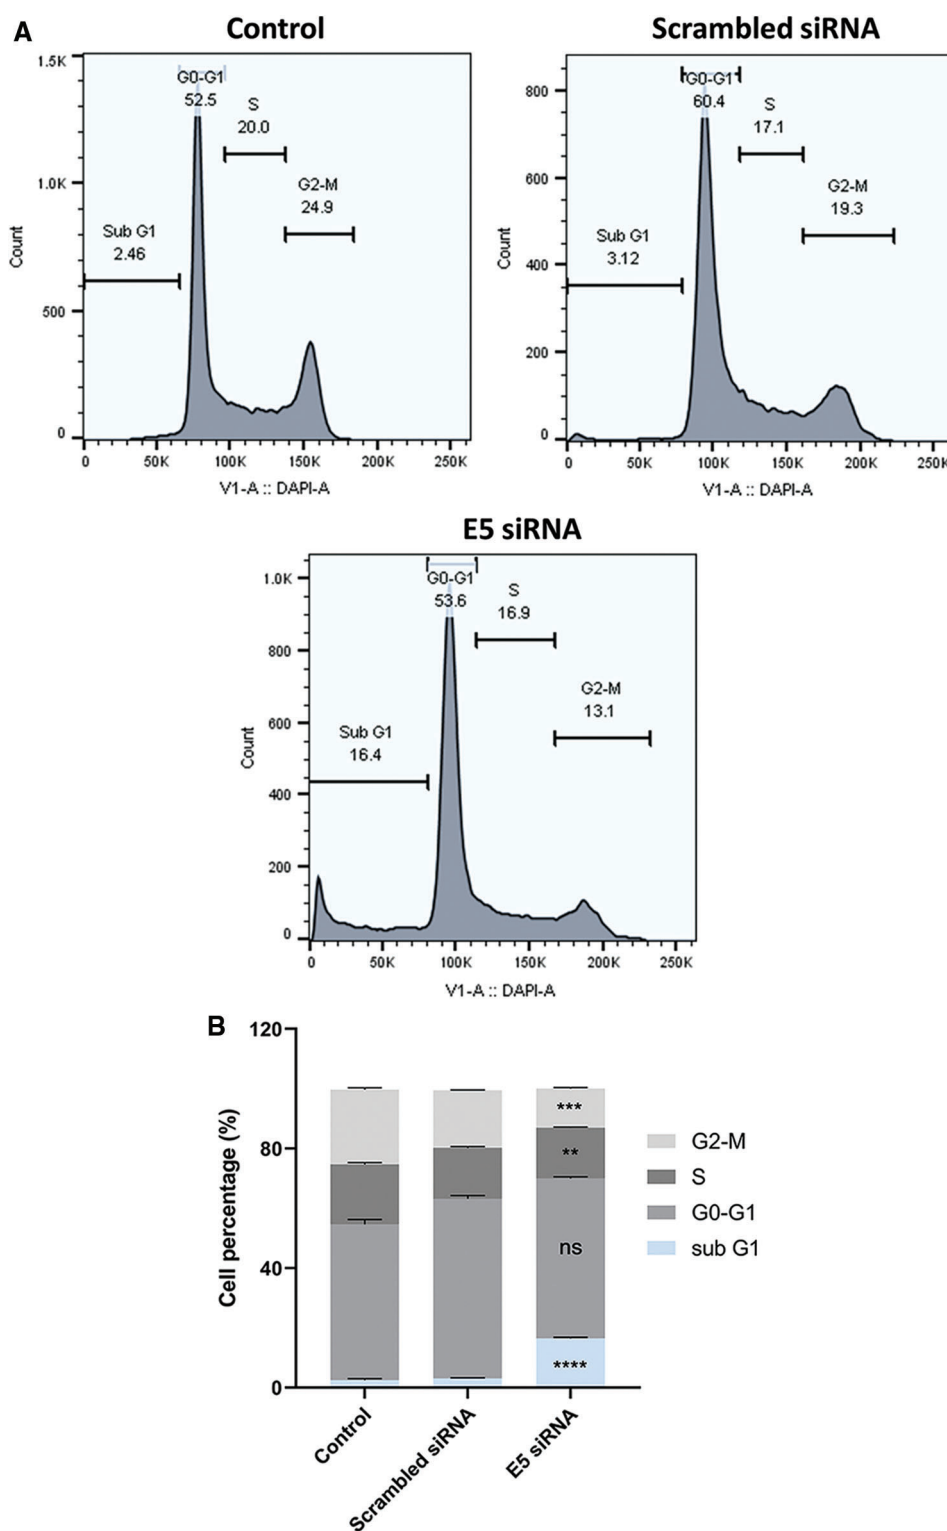 A
Control
1.5K
1.0K
500
0
Count
G0-G1
52.5
S
20.0
G2-M
24.9
Sub G1
2.46
0 50K 100K 150K 200K 250K
V1-A :: DAPI-A
Scrambled siRNA
800
600
400
200
0
Count
G0-G1
60.4
S
17.1
G2-M
19.3
Sub G1
3.12
0 50K 100K 150K 200K 250K
V1-A :: DAPI-A
E5 siRNA
1.0K
800
600
400
200
0
Count
G0-G1
53.6
S
16.9
G2-M
13.1
Sub G1
16.4
0 50K 100K 150K 200K 250K
V1-A :: DAPI-A
B
120
80
40
0
Cell percentage (%)
***
**
ns
****
G2-M
S
G0-G1
sub G1
Control
Scrambled siRNA
E5 siRNA